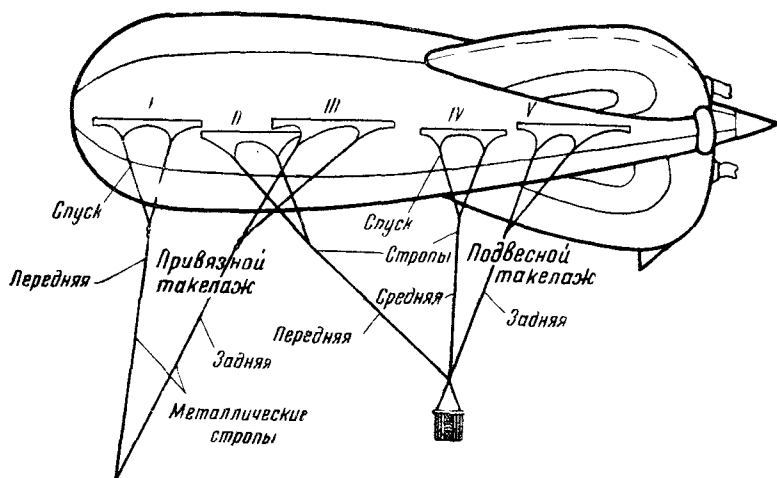 I
II
III
IV
V
Спуск
Спуск
Стропы
Передняя
Привязной
такелаж
Подвесной
такелаж
Средняя
Передняя
Задняя
Задняя
Металлические
стропы